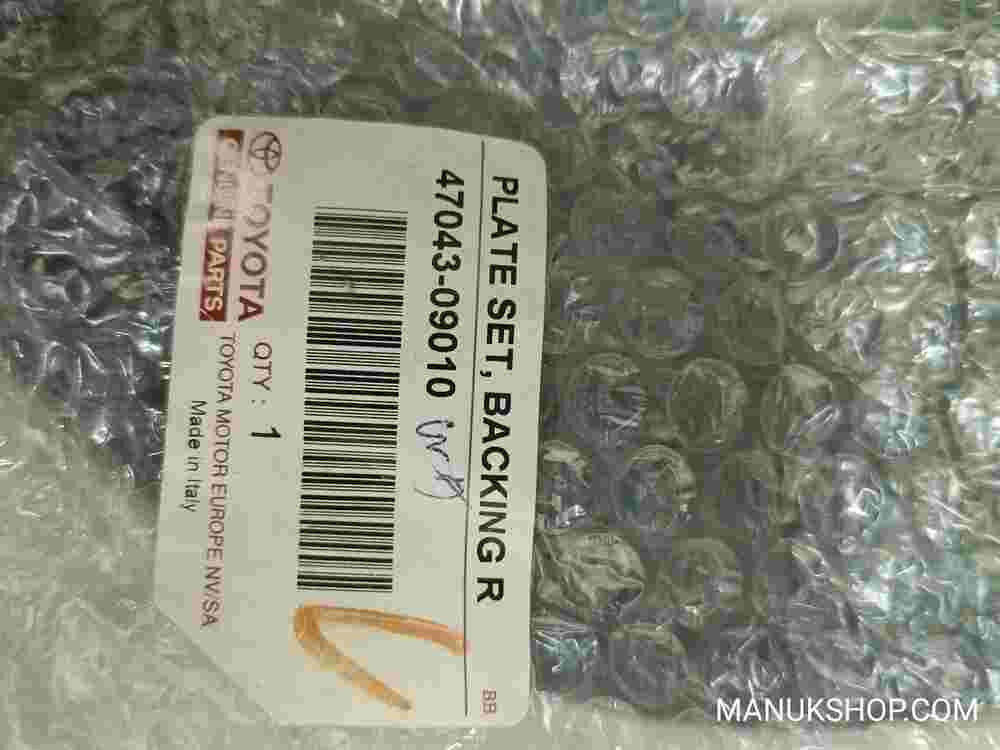 PLATE SET, BACKING R
47043-09010
TOYOTA QTY : 1
GENUINE PARTS TOYOTA MOTOR EUROPE NV/SA
Made in Italy
BB
MANUKSHOP.COM